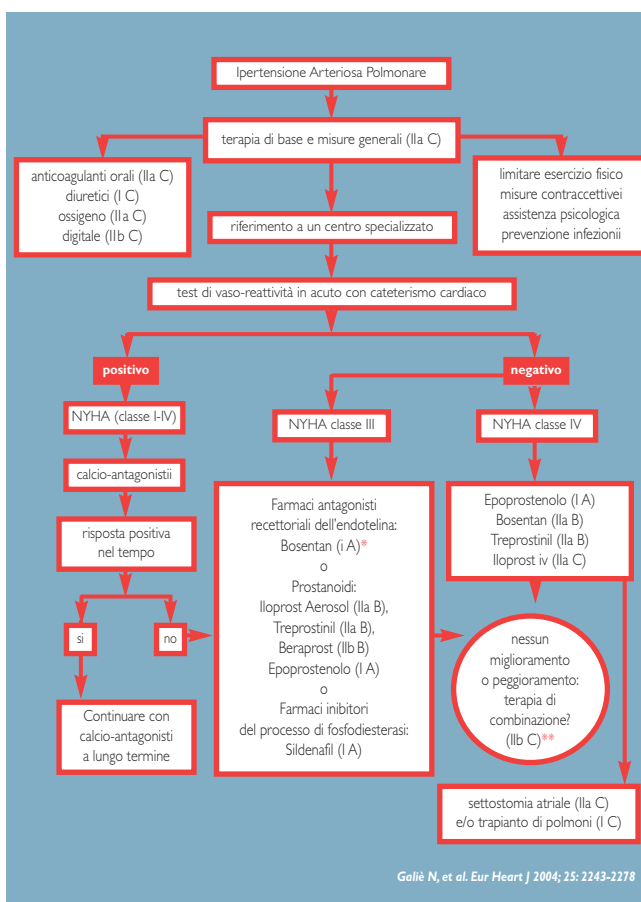 Ipertensione Arteriosa Polmonare
terapia di base e misure generali (IIa C)
anticoagulanti orali (IIa C)
diuretici (I C)
ossigeno (IIa C)
digitale (IIb C)
limitare esercizio fisico
misure contraccettivei
assistenza psicologica
prevenzione infezionii
riferimento a un centro specializzato
test di vaso-reattività in acuto con cateterismo cardiaco
positivo
negativo
NYHA (classe I-IV)
NYHA classe III
NYHA classe IV
calcio-antagonistii
risposta positiva
nel tempo
si
no
Continuare con
calcio-antagonisti
a lungo termine
Farmaci antagonisti
recettoriali dell'endotelina:
Bosentan (i A)*
o
Prostanoidi:
Iloprost Aerosol (IIa B),
Treprostinil (IIa B),
Beraprost (IIb B)
Epoprostenolo (I A)
o
Farmaci inibitori
del processo di fosfodiesterasi:
Sildenafil (I A)
Epoprostenolo (I A)
Bosentan (IIa B)
Treprostinil (IIa B)
Iloprost iv (IIa C)
nessun
miglioramento
o peggioramento:
terapia di
combinazione?
(IIb C)**
settostomia atriale (IIa C)
e/o trapianto di polmoni (I C)
Galiè N, et al. Eur Heart J 2004; 25: 2243-2278